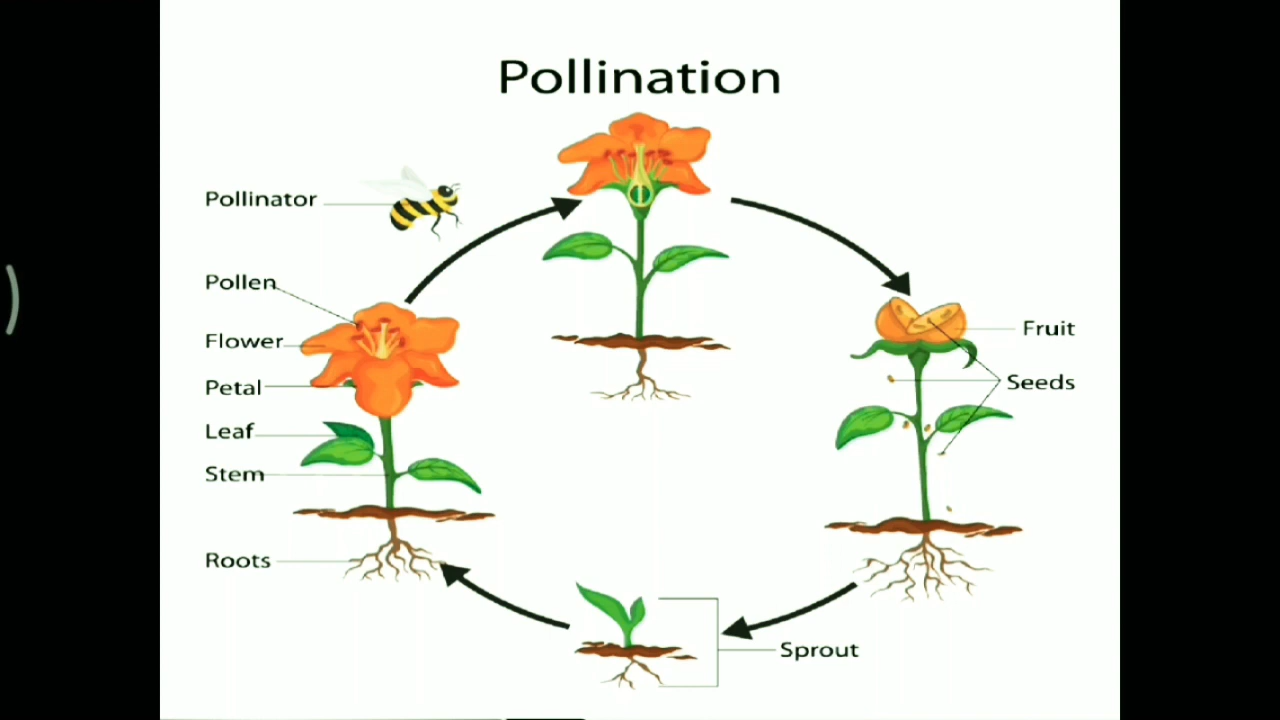 Pollination
Pollinator
Pollen
Flower
Petal
Leaf
Stem
Roots
Fruit
Seeds
Sprout